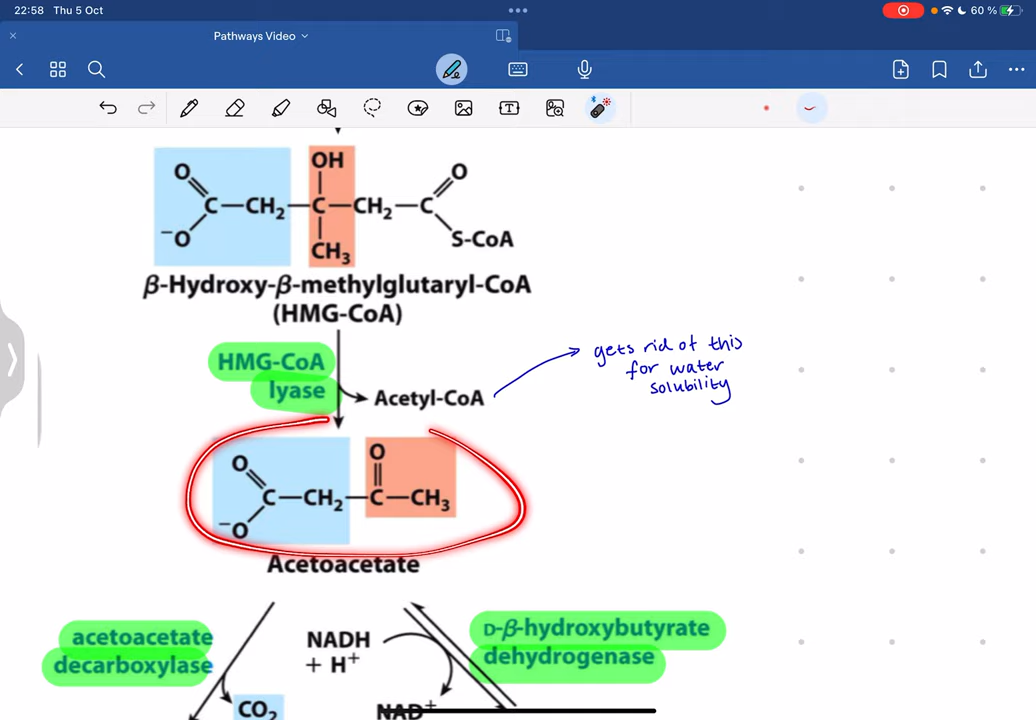 22:58 Thu 5 Oct
60 %
Pathways Video
O
OH
O
C—CH₂—C—CH₂—C
⁻O
CH₃
S-CoA
β-Hydroxy-β-methylglutaryl-CoA
(HMG-CoA)
HMG-CoA
lyase
Acetyl-CoA
gets rid of this
for water
solubility
O
O
C—CH₂—C—CH₃
⁻O
Acetoacetate
acetoacetate
decarboxylase
NADH
+ H⁺
D-β-hydroxybutyrate
dehydrogenase
CO₂
NAD⁺